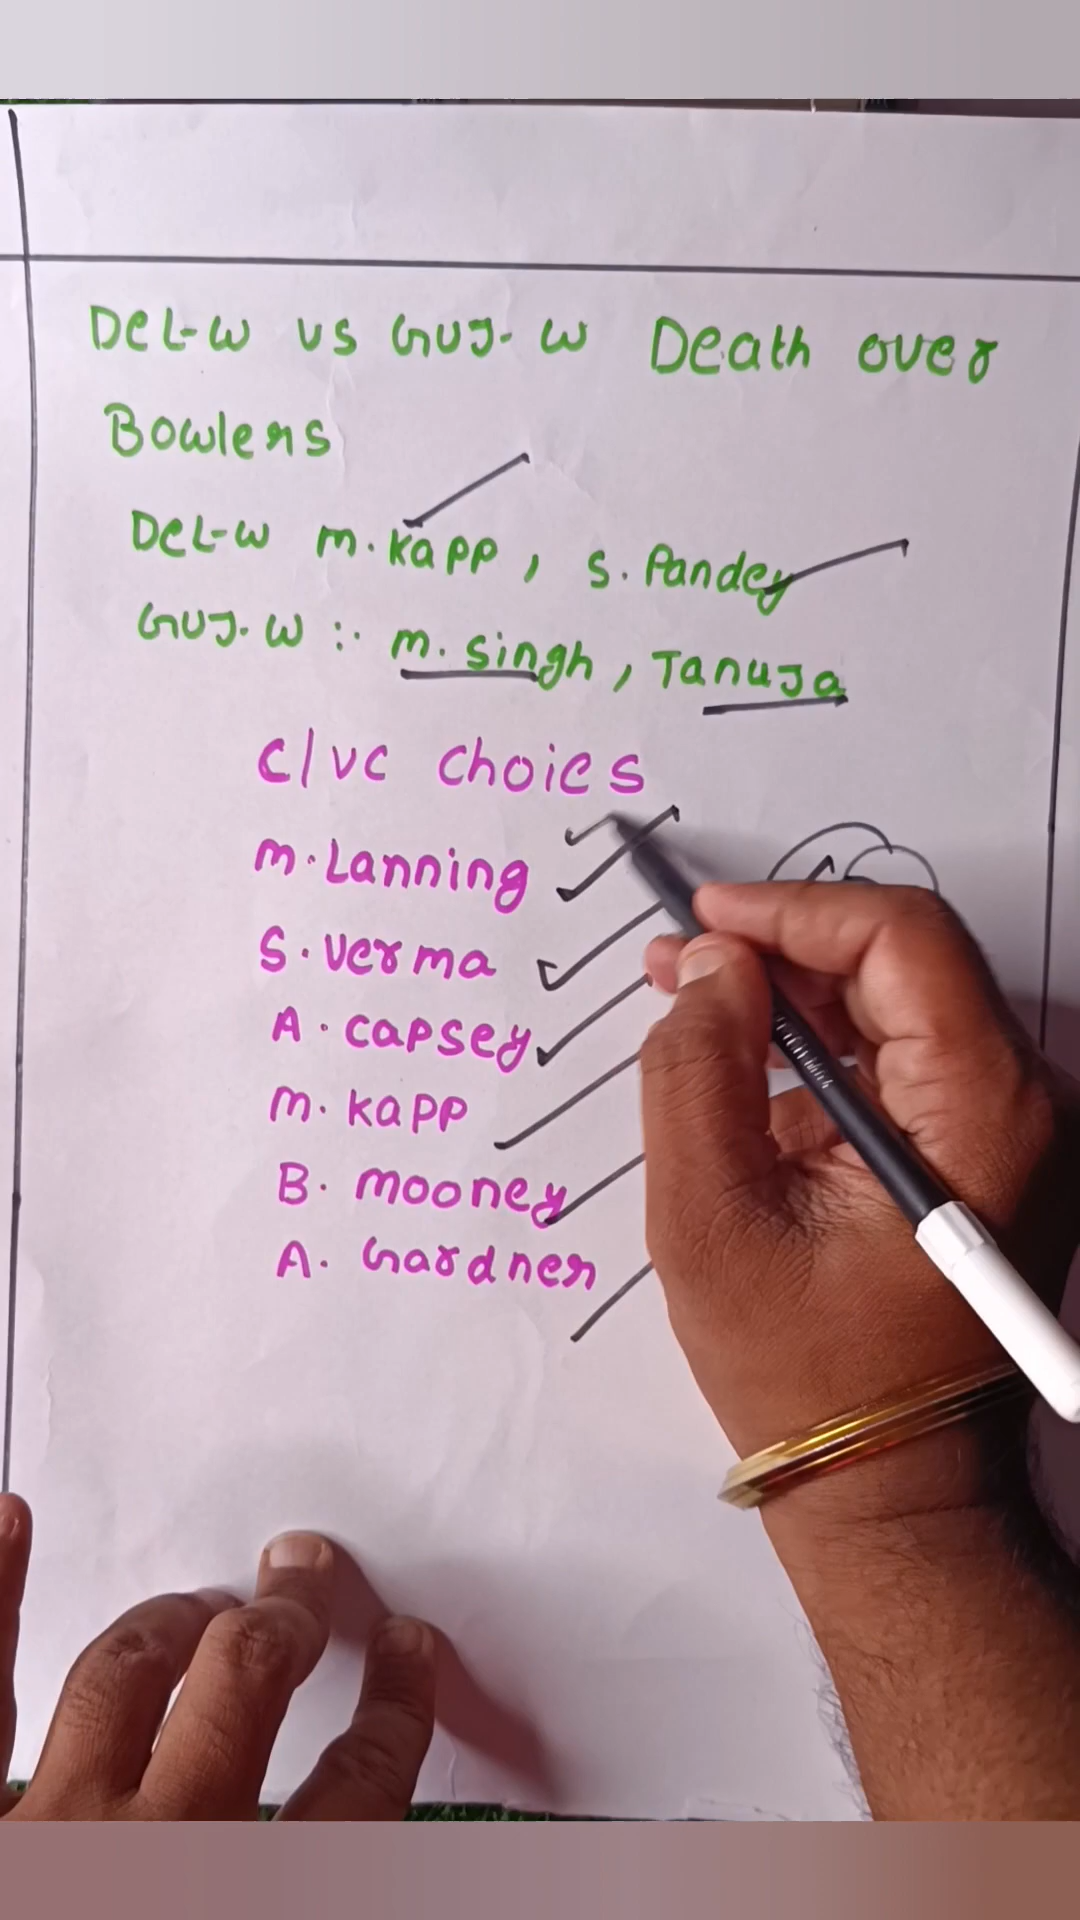 DeL-W vs GUJ-W Death over
Bowlers
DeL-W m. Kapp, S. Pandey
GUJ-W :- m. Singh, Tanuja
C/VC Choies
m. Lanning
S. Verma
A. Capsey
m. Kapp
B. mooney
A. Gardner